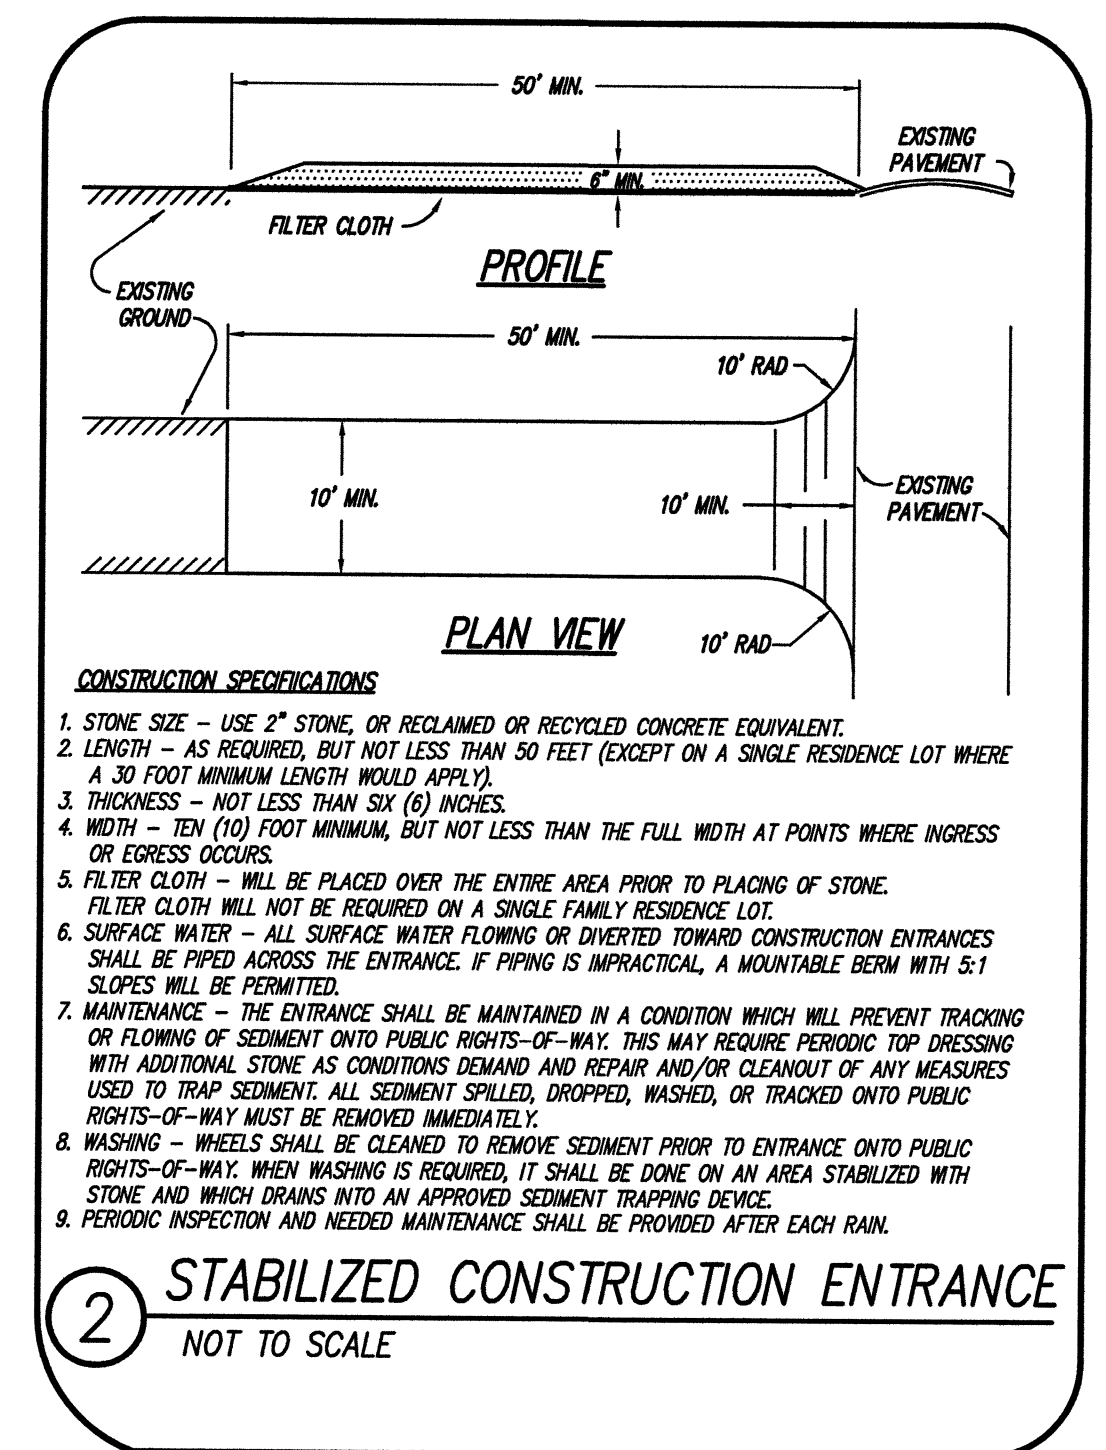 50' MIN.
EXISTING
PAVEMENT
6" MIN.
FILTER CLOTH
PROFILE
EXISTING
GROUND
50' MIN.
10' RAD
10' MIN.
10' MIN.
EXISTING
PAVEMENT
PLAN VIEW
10' RAD
CONSTRUCTION SPECIFIICATIONS
1. STONE SIZE – USE 2" STONE, OR RECLAIMED OR RECYCLED CONCRETE EQUIVALENT.
2. LENGTH – AS REQUIRED, BUT NOT LESS THAN 50 FEET (EXCEPT ON A SINGLE RESIDENCE LOT WHERE
A 30 FOOT MINIMUM LENGTH WOULD APPLY).
3. THICKNESS – NOT LESS THAN SIX (6) INCHES.
4. WIDTH – TEN (10) FOOT MINIMUM, BUT NOT LESS THAN THE FULL WIDTH AT POINTS WHERE INGRESS
OR EGRESS OCCURS.
5. FILTER CLOTH – WILL BE PLACED OVER THE ENTIRE AREA PRIOR TO PLACING OF STONE.
FILTER CLOTH WILL NOT BE REQUIRED ON A SINGLE FAMILY RESIDENCE LOT.
6. SURFACE WATER – ALL SURFACE WATER FLOWING OR DIVERTED TOWARD CONSTRUCTION ENTRANCES
SHALL BE PIPED ACROSS THE ENTRANCE. IF PIPING IS IMPRACTICAL, A MOUNTABLE BERM WITH 5:1
SLOPES WILL BE PERMITTED.
7. MAINTENANCE – THE ENTRANCE SHALL BE MAINTAINED IN A CONDITION WHICH WILL PREVENT TRACKING
OR FLOWING OF SEDIMENT ONTO PUBLIC RIGHTS-OF-WAY. THIS MAY REQUIRE PERIODIC TOP DRESSING
WITH ADDITIONAL STONE AS CONDITIONS DEMAND AND REPAIR AND/OR CLEANOUT OF ANY MEASURES
USED TO TRAP SEDIMENT. ALL SEDIMENT SPILLED, DROPPED, WASHED, OR TRACKED ONTO PUBLIC
RIGHTS-OF-WAY MUST BE REMOVED IMMEDIATELY.
8. WASHING – WHEELS SHALL BE CLEANED TO REMOVE SEDIMENT PRIOR TO ENTRANCE ONTO PUBLIC
RIGHTS-OF-WAY. WHEN WASHING IS REQUIRED, IT SHALL BE DONE ON AN AREA STABILIZED WITH
STONE AND WHICH DRAINS INTO AN APPROVED SEDIMENT TRAPPING DEVICE.
9. PERIODIC INSPECTION AND NEEDED MAINTENANCE SHALL BE PROVIDED AFTER EACH RAIN.
2
STABILIZED CONSTRUCTION ENTRANCE
NOT TO SCALE